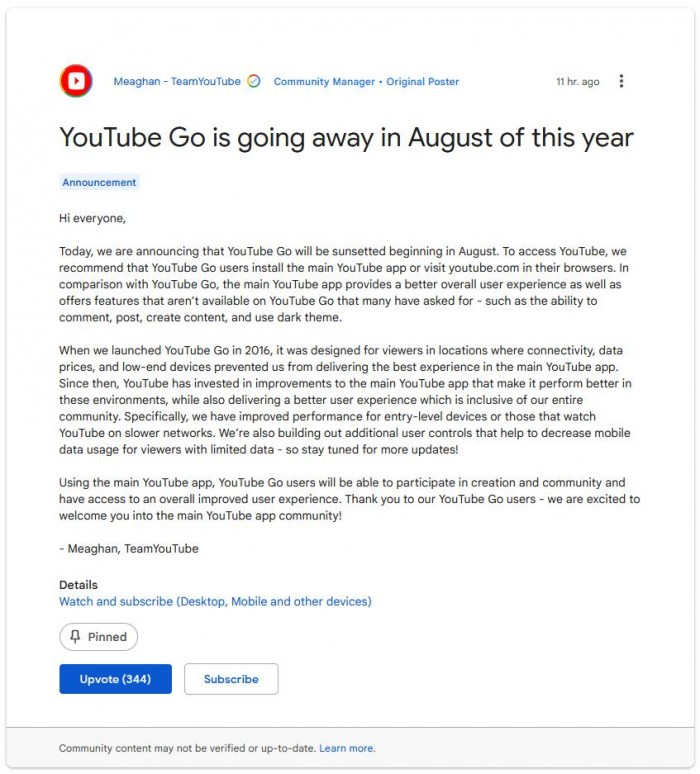 Meaghan - TeamYouTube Community Manager • Original Poster 11 hr. ago
YouTube Go is going away in August of this year
Announcement
Hi everyone,
Today, we are announcing that YouTube Go will be sunsetted beginning in August. To access YouTube, we
recommend that YouTube Go users install the main YouTube app or visit youtube.com in their browsers. In
comparison with YouTube Go, the main YouTube app provides a better overall user experience as well as
offers features that aren’t available on YouTube Go that many have asked for - such as the ability to
comment, post, create content, and use dark theme.
When we launched YouTube Go in 2016, it was designed for viewers in locations where connectivity, data
prices, and low-end devices prevented us from delivering the best experience in the main YouTube app.
Since then, YouTube has invested in improvements to the main YouTube app that make it perform better in
these environments, while also delivering a better user experience which is inclusive of our entire
community. Specifically, we have improved performance for entry-level devices or those that watch
YouTube on slower networks. We’re also building out additional user controls that help to decrease mobile
data usage for viewers with limited data - so stay tuned for more updates!
Using the main YouTube app, YouTube Go users will be able to participate in creation and community and
have access to an overall improved user experience. Thank you to our YouTube Go users - we are excited to
welcome you into the main YouTube app community!
- Meaghan, TeamYouTube
Details
Watch and subscribe (Desktop, Mobile and other devices)
Pinned
Upvote (344) Subscribe
Community content may not be verified or up-to-date. Learn more.